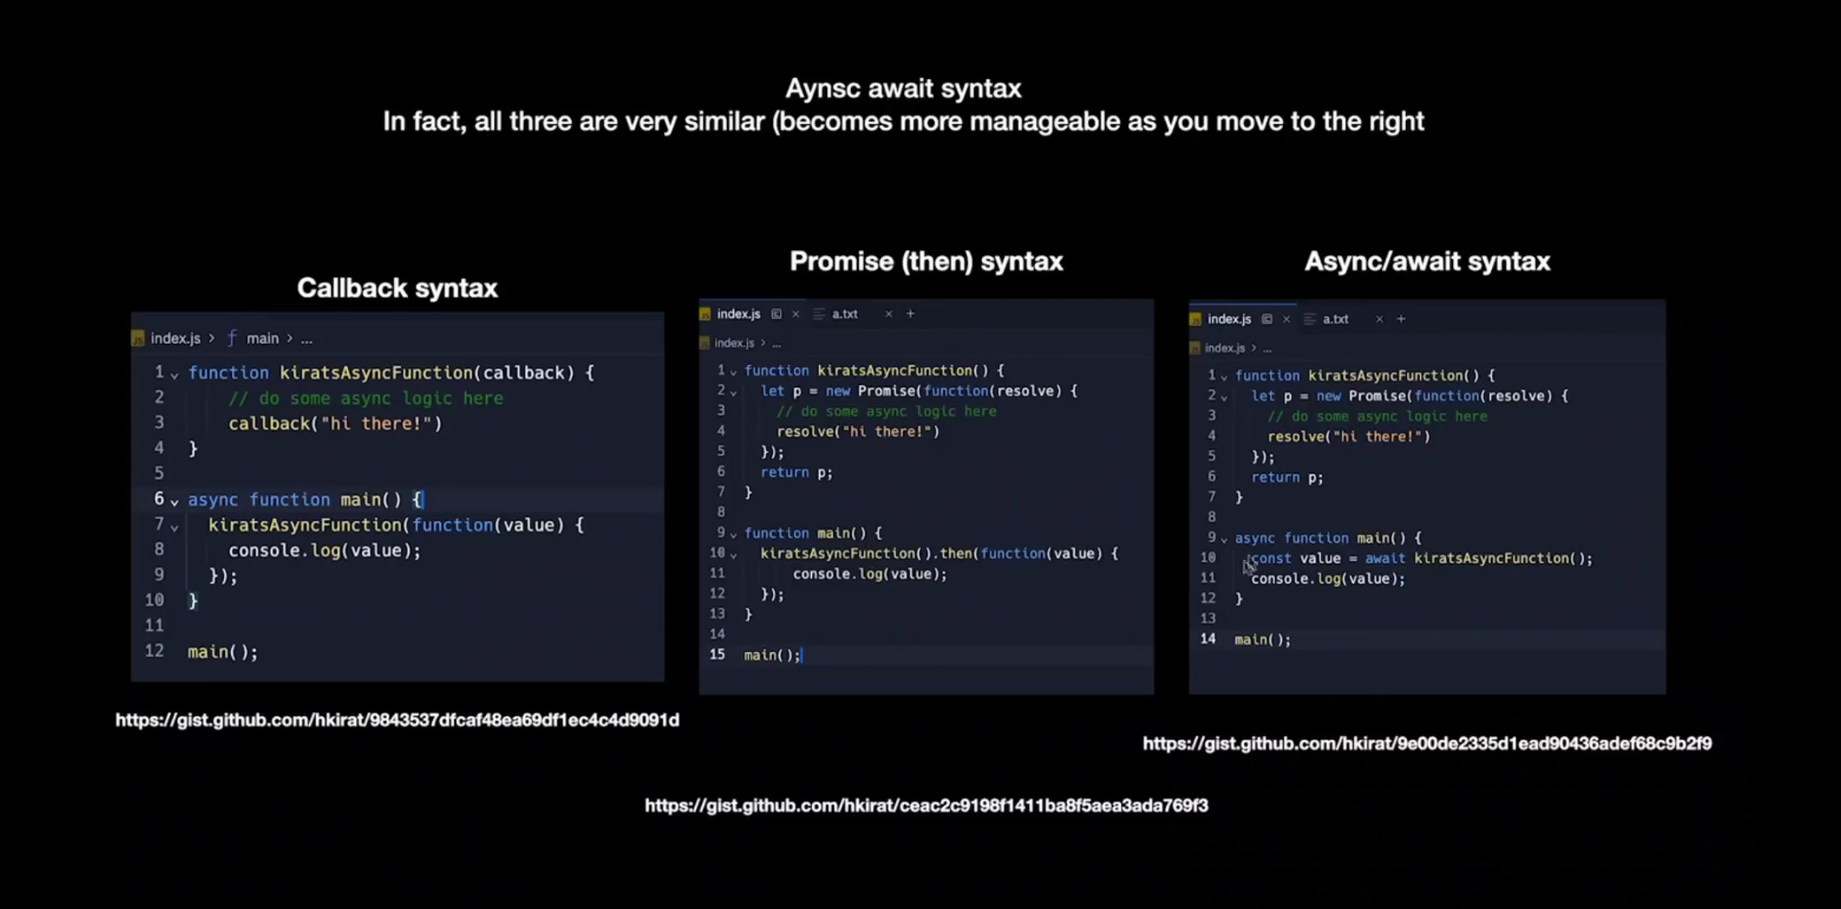 Aynsc await syntax
In fact, all three are very similar (becomes more manageable as you move to the right
Callback syntax
index.js > ƒ main > ...
1 function kiratsAsyncFunction(callback) {
2 // do some async logic here
3 callback("hi there!")
4 }
5
6 async function main() {
7 kiratsAsyncFunction(function(value) {
8 console.log(value);
9 });
10 }
11
12 main();
https://gist.github.com/hkirat/9843537dfcaf48ea69df1ec4c4d9091d
Promise (then) syntax
index.js a.txt
index.js > ...
1 function kiratsAsyncFunction() {
2 let p = new Promise(function(resolve) {
3 // do some async logic here
4 resolve("hi there!")
5 });
6 return p;
7 }
8
9 function main() {
10 kiratsAsyncFunction().then(function(value) {
11 console.log(value);
12 });
13 }
14
15 main();
https://gist.github.com/hkirat/ceac2c9198f1411ba8f5aea3ada769f3
Async/await syntax
index.js a.txt
index.js > ...
1 function kiratsAsyncFunction() {
2 let p = new Promise(function(resolve) {
3 // do some async logic here
4 resolve("hi there!")
5 });
6 return p;
7 }
8
9 async function main() {
10 const value = await kiratsAsyncFunction();
11 console.log(value);
12 }
13
14 main();
https://gist.github.com/hkirat/9e00de2335d1ead90436adef68c9b2f9